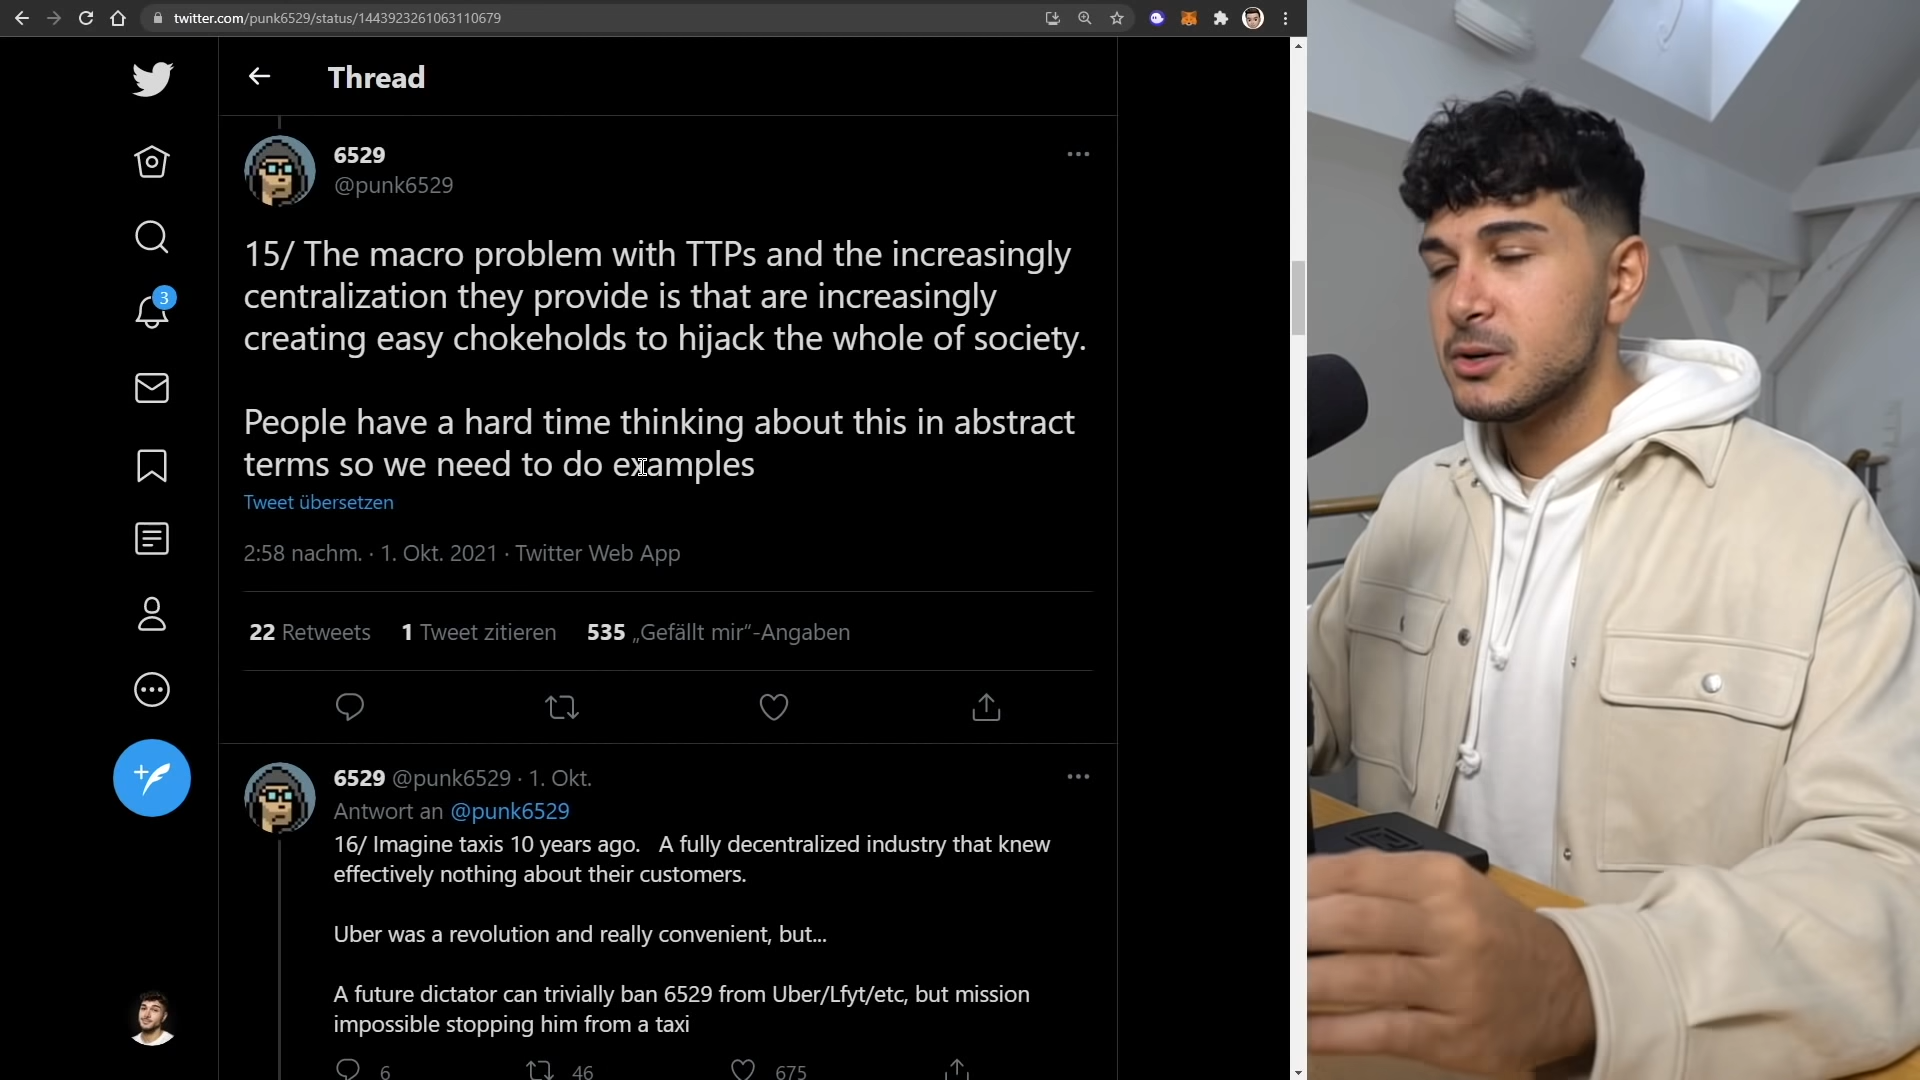 twitter.com/punk6529/status/1443923261063110679
Thread
6529
@punk6529
15/ The macro problem with TTPs and the increasingly
centralization they provide is that are increasingly
creating easy chokeholds to hijack the whole of society.
People have a hard time thinking about this in abstract
terms so we need to do examples
Tweet übersetzen
2:58 nachm. · 1. Okt. 2021 · Twitter Web App
22 Retweets 1 Tweet zitieren 535 „Gefällt mir“-Angaben
3
6529 @punk6529 · 1. Okt.
Antwort an @punk6529
16/ Imagine taxis 10 years ago. A fully decentralized industry that knew
effectively nothing about their customers.
Uber was a revolution and really convenient, but...
A future dictator can trivially ban 6529 from Uber/Lfyt/etc, but mission
impossible stopping him from a taxi
6 46 675